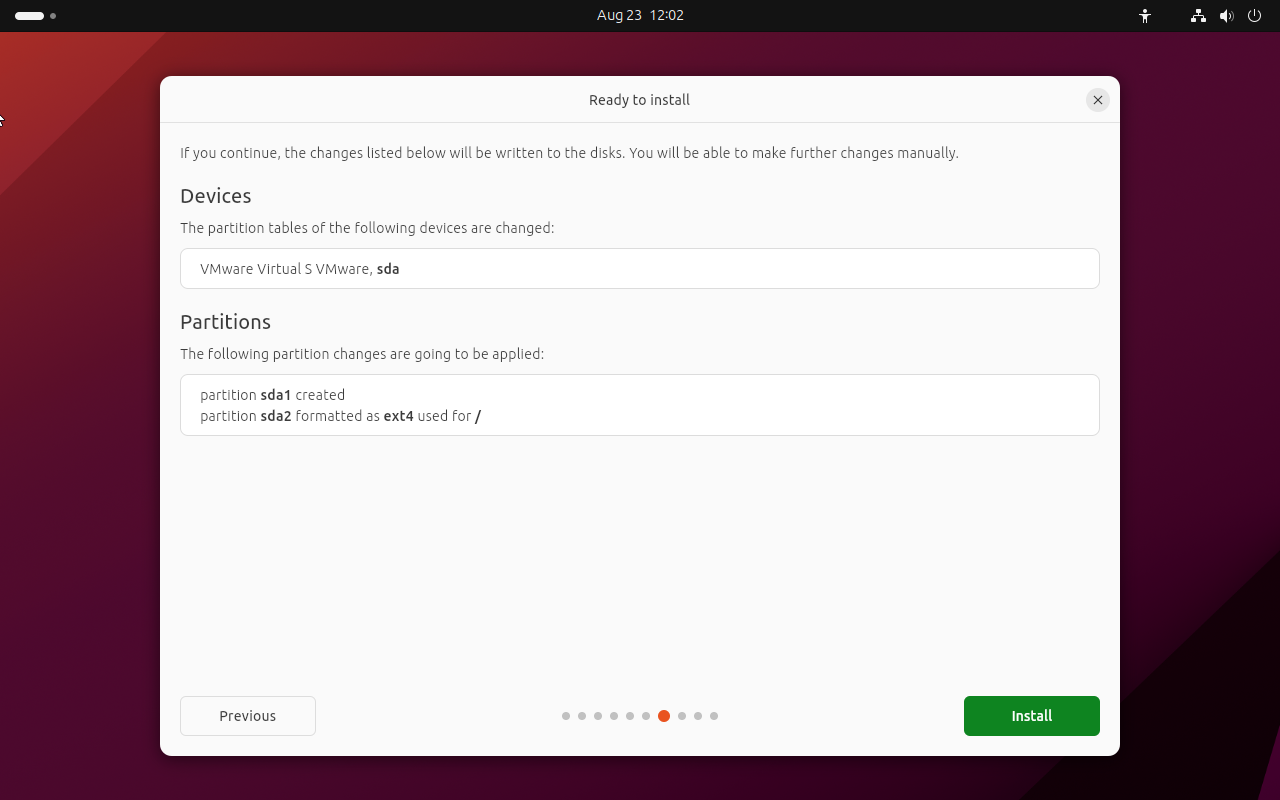 Aug 23 12:02
Ready to install
If you continue, the changes listed below will be written to the disks. You will be able to make further changes manually.
Devices
The partition tables of the following devices are changed:
VMware Virtual S VMware, sda
Partitions
The following partition changes are going to be applied:
partition sda1 created
partition sda2 formatted as ext4 used for /
Previous
Install